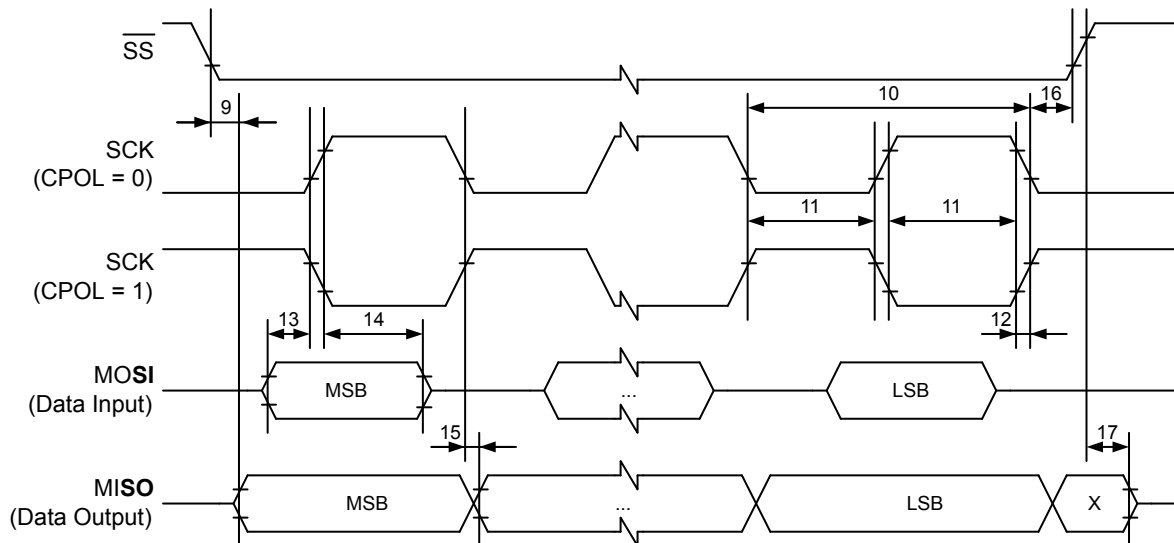 SS
9
10
16
SCK
(CPOL = 0)
11
11
SCK
(CPOL = 1)
13
14
12
MOSI
(Data Input)
MSB
...
LSB
15
17
MISO
(Data Output)
MSB
...
LSB
X